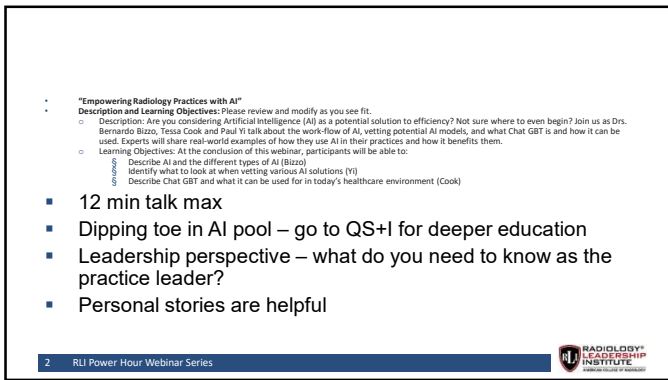 • "Empowering Radiology Practices with AI"
• Description and Learning Objectives: Please review and modify as you see fit.
o Description: Are you considering Artificial Intelligence (AI) as a potential solution to efficiency? Not sure where to even begin? Join us as Drs.
Bernardo Bizzo, Tessa Cook and Paul Yi talk about the work-flow of AI, vetting potential AI models, and what Chat GBT is and how it can be
used. Experts will share real-world examples of how they use AI in their practices and how it benefits them.
o Learning Objectives: At the conclusion of this webinar, participants will be able to:
§ Describe AI and the different types of AI (Bizzo)
§ Identify what to look at when vetting various AI solutions (Yi)
§ Describe Chat GBT and what it can be used for in today's healthcare environment (Cook)
▪ 12 min talk max
▪ Dipping toe in AI pool – go to QS+I for deeper education
▪ Leadership perspective – what do you need to know as the
practice leader?
▪ Personal stories are helpful
2 RLI Power Hour Webinar Series
RLI
RADIOLOGY
LEADERSHIP
INSTITUTE
AMERICAN COLLEGE OF RADIOLOGY